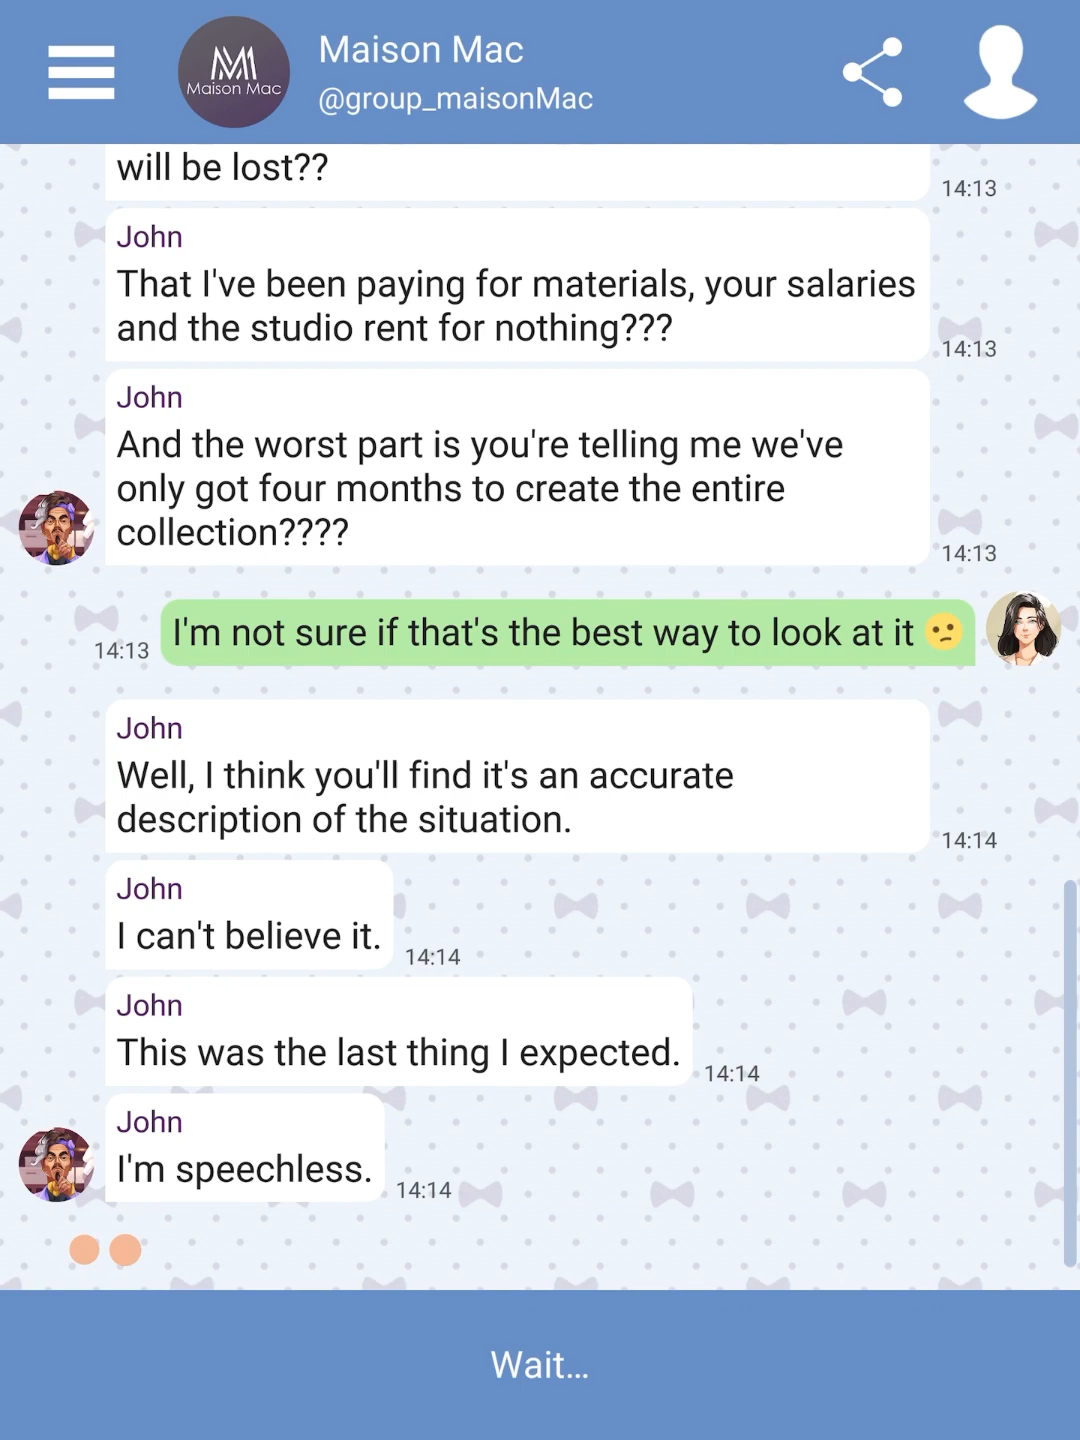 Maison Mac
Maison Mac
@group_maisonMac
will be lost??
14:13
John
That I've been paying for materials, your salaries
and the studio rent for nothing???
14:13
John
And the worst part is you're telling me we've
only got four months to create the entire
collection????
14:13
I'm not sure if that's the best way to look at it 😕
14:13
John
Well, I think you'll find it's an accurate
description of the situation.
14:14
John
I can't believe it.
14:14
John
This was the last thing I expected.
14:14
John
I'm speechless.
14:14
Wait...